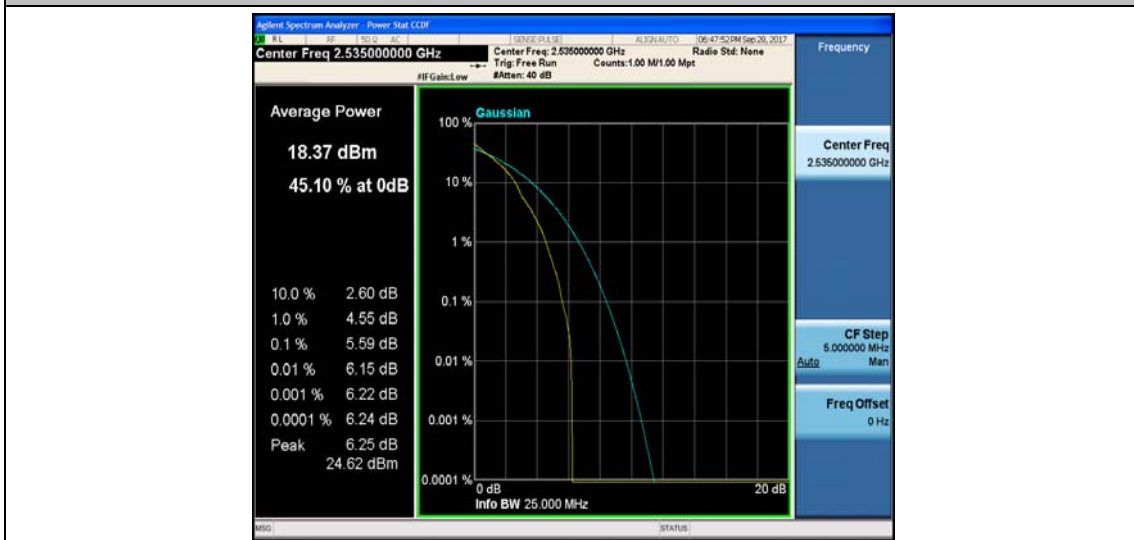 Agilent Spectrum Analyzer - Power Stat CCDF
RL RF 50 Ω AC SENSE:PULSE ALIGNAUTO 06:47:52 PM Sep 20, 2017
Center Freq 2.535000000 GHz
Center Freq: 2.535000000 GHz Radio Std: None
Trig: Free Run Counts:1.00 M/1.00 Mpt
#IFGain:Low #Atten: 40 dB
Frequency
Average Power
18.37 dBm
45.10 % at 0dB
10.0 % 2.60 dB
1.0 % 4.55 dB
0.1 % 5.59 dB
0.01 % 6.15 dB
0.001 % 6.22 dB
0.0001 % 6.24 dB
Peak 6.25 dB
24.62 dBm
Gaussian
100 %
10 %
1 %
0.1 %
0.01 %
0.001 %
0.0001 %
0 dB 20 dB
Info BW 25.000 MHz
Center Freq
2.535000000 GHz
CF Step
5.000000 MHz
Auto Man
Freq Offset
0 Hz
MSG STATUS